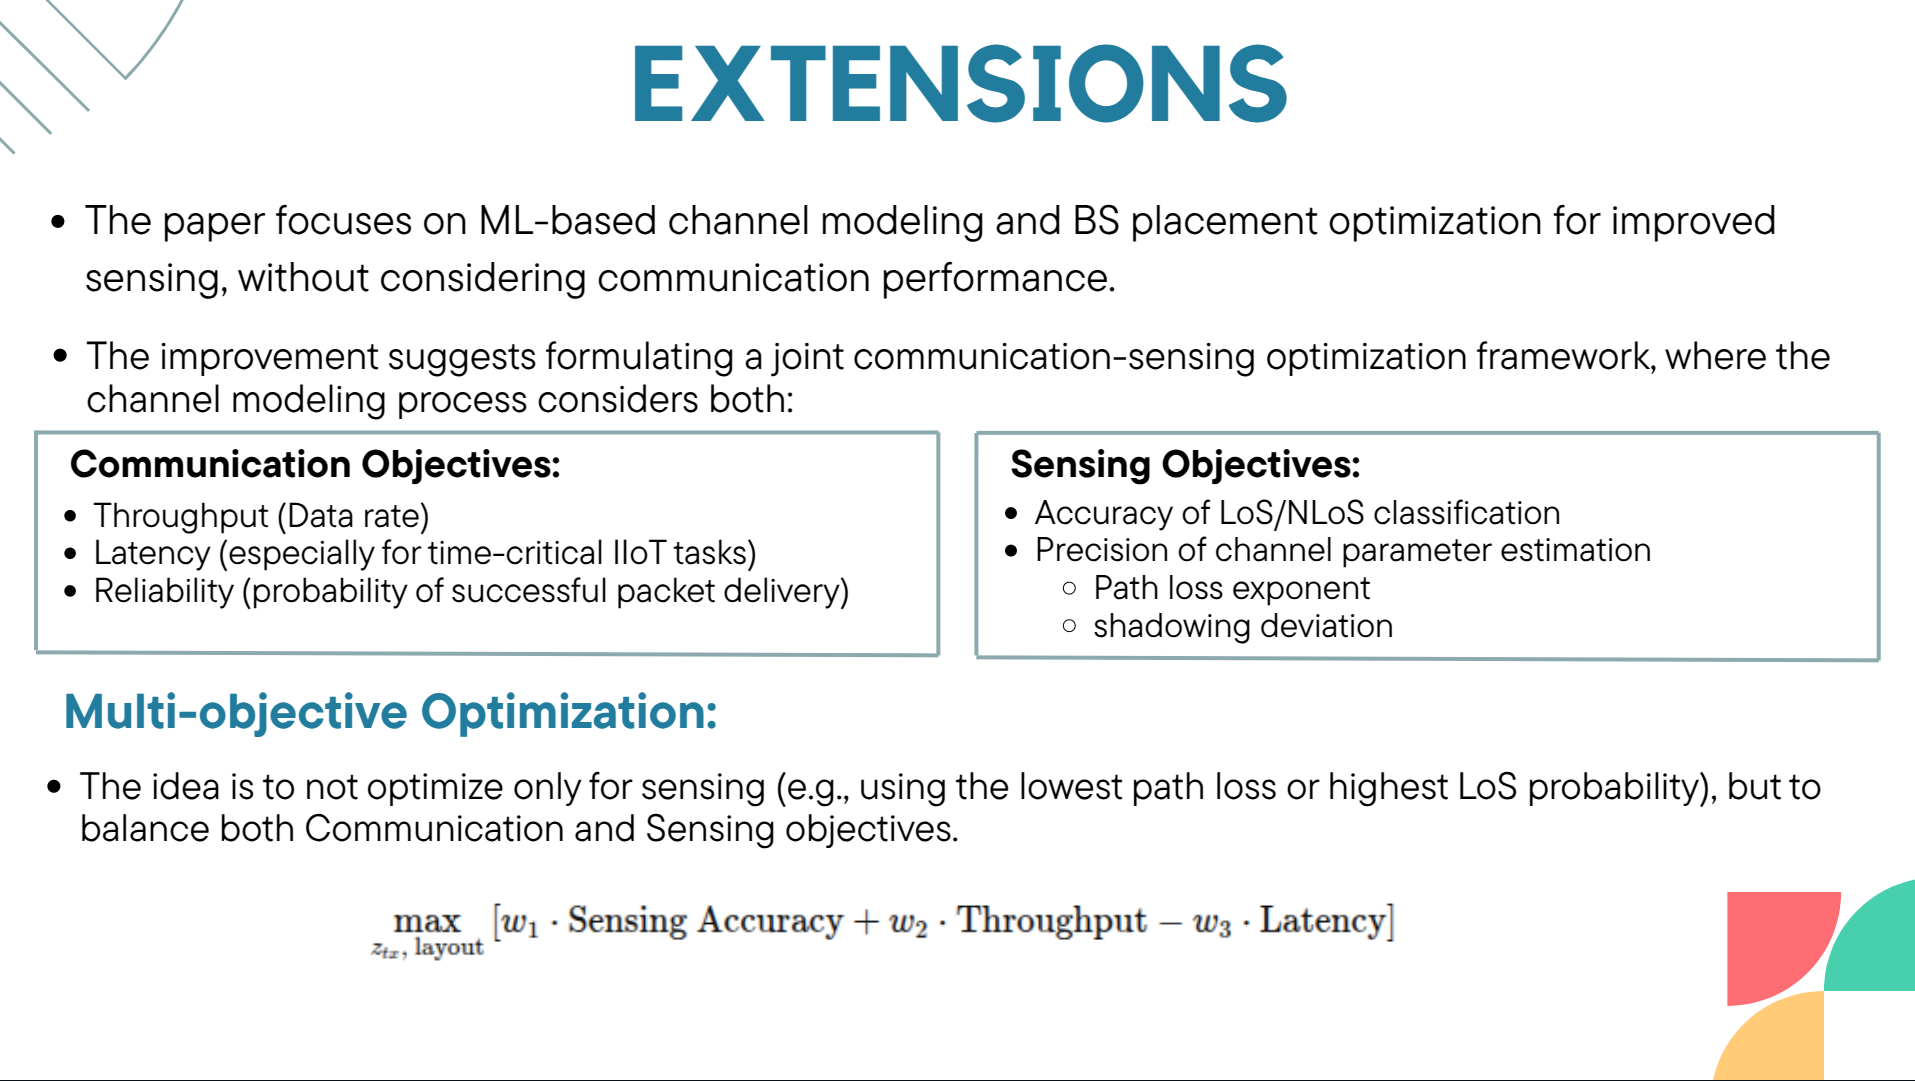 EXTENSIONS
• The paper focuses on ML-based channel modeling and BS placement optimization for improved
sensing, without considering communication performance.
• The improvement suggests formulating a joint communication-sensing optimization framework, where the
channel modeling process considers both:
Communication Objectives:
• Throughput (Data rate)
• Latency (especially for time-critical IIoT tasks)
• Reliability (probability of successful packet delivery)
Sensing Objectives:
• Accuracy of LoS/NLoS classification
• Precision of channel parameter estimation
○ Path loss exponent
○ shadowing deviation
Multi-objective Optimization:
• The idea is to not optimize only for sensing (e.g., using the lowest path loss or highest LoS probability), but to
balance both Communication and Sensing objectives.
max [w₁ · Sensing Accuracy + w₂ · Throughput − w₃ · Latency]
z_{tx}, layout